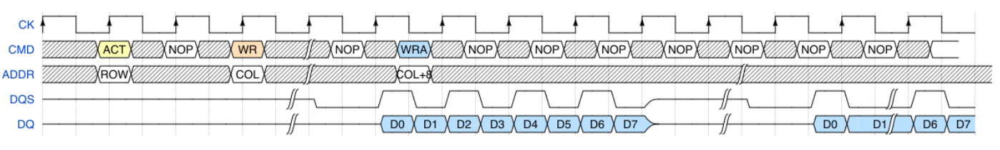 CK
CMD ACT NOP WR NOP WRA NOP NOP NOP NOP NOP NOP NOP
ADDR ROW COL COL+8
DQS
DQ D0 D1 D2 D3 D4 D5 D6 D7 D0 D1 D6 D7